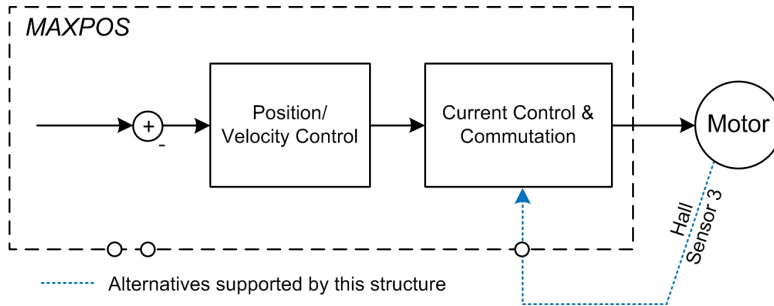 MAXPOS
+
-
Position/
Velocity Control
Current Control &
Commutation
Motor
Hall
Sensor 3
Alternatives supported by this structure